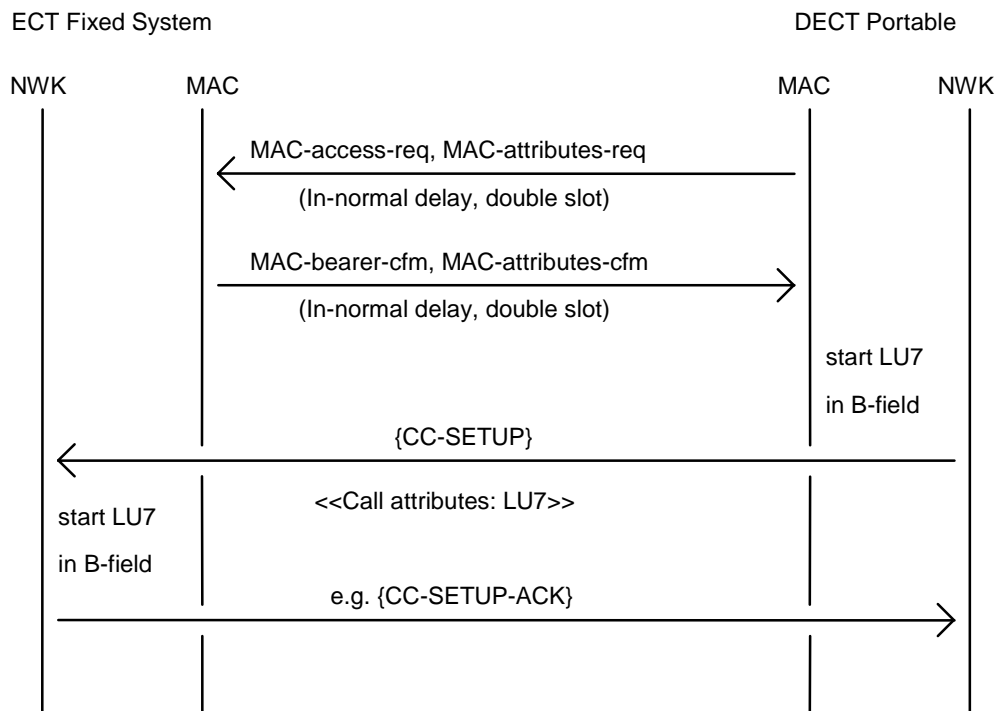 ECT Fixed System
DECT Portable
NWK
MAC
MAC
NWK
MAC-access-req, MAC-attributes-req
(In-normal delay, double slot)
MAC-bearer-cfm, MAC-attributes-cfm
(In-normal delay, double slot)
start LU7
in B-field
{CC-SETUP}
<<Call attributes: LU7>>
start LU7
in B-field
e.g. {CC-SETUP-ACK}